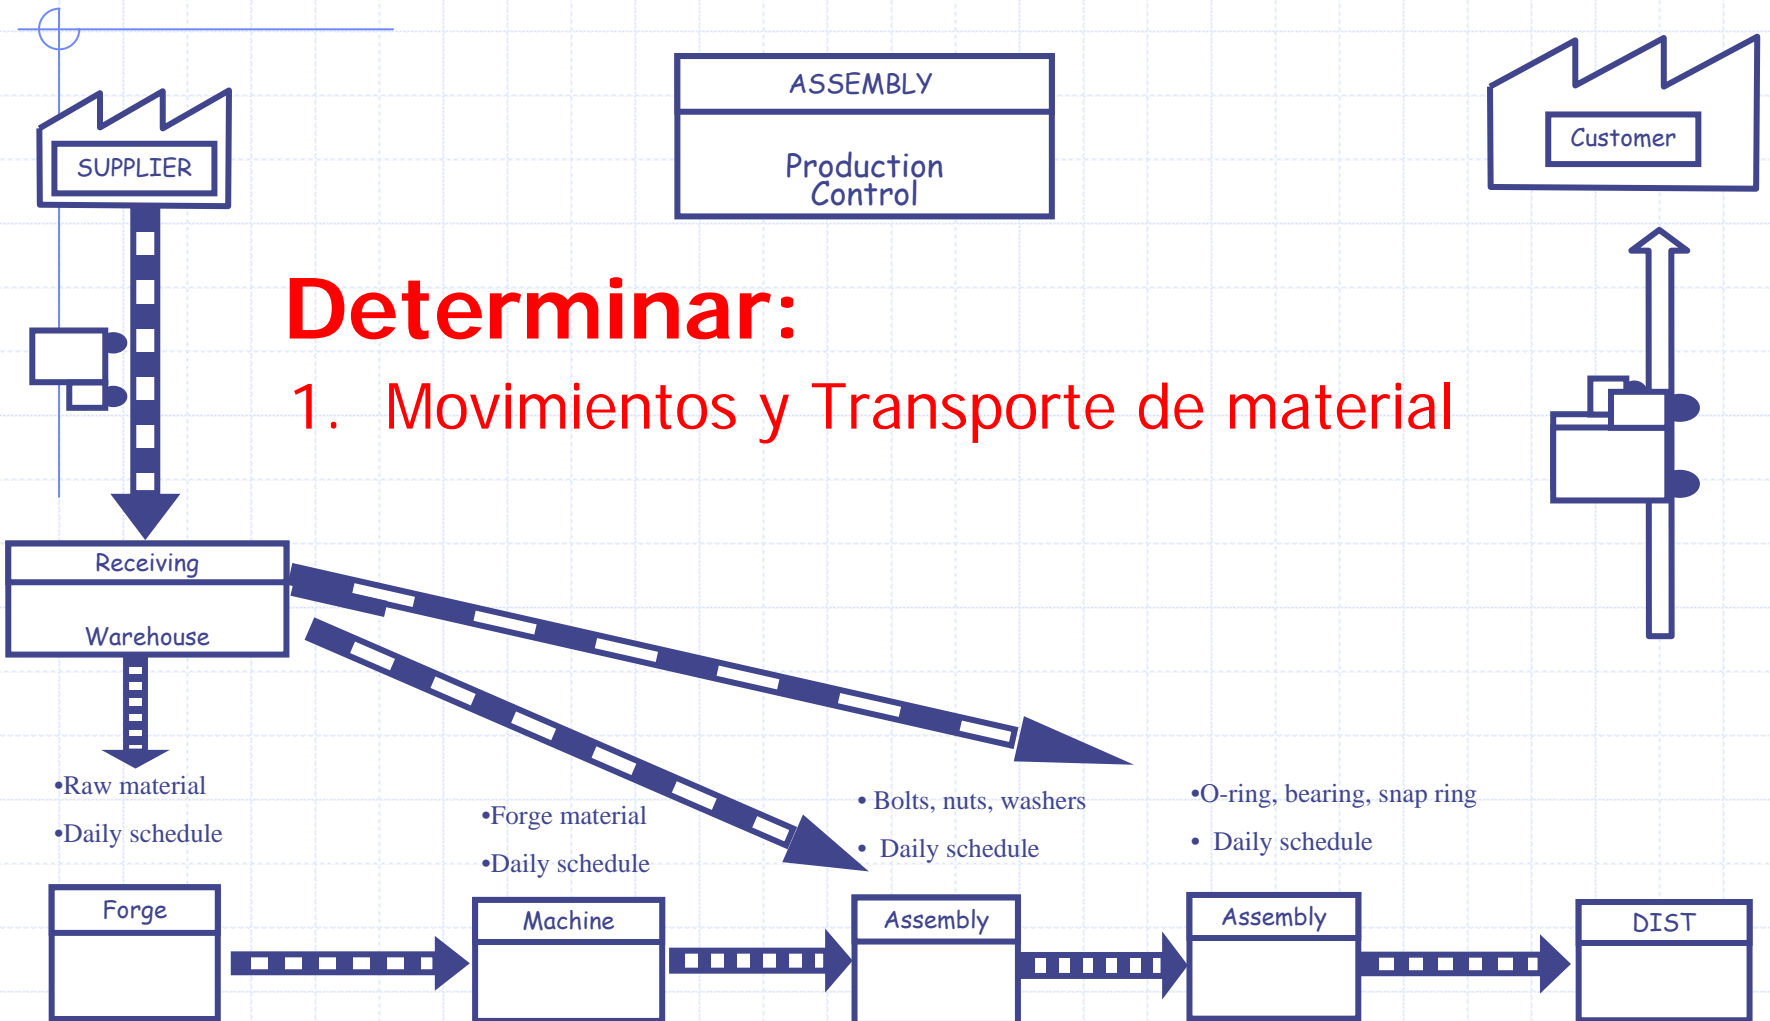 ASSEMBLY
Production
Control
SUPPLIER
Customer
Determinar:
1. Movimientos y Transporte de material
Receiving
Warehouse
•Raw material
•Daily schedule
•Forge material
•Daily schedule
• Bolts, nuts, washers
• Daily schedule
•O-ring, bearing, snap ring
• Daily schedule
Forge
Machine
Assembly
Assembly
DIST